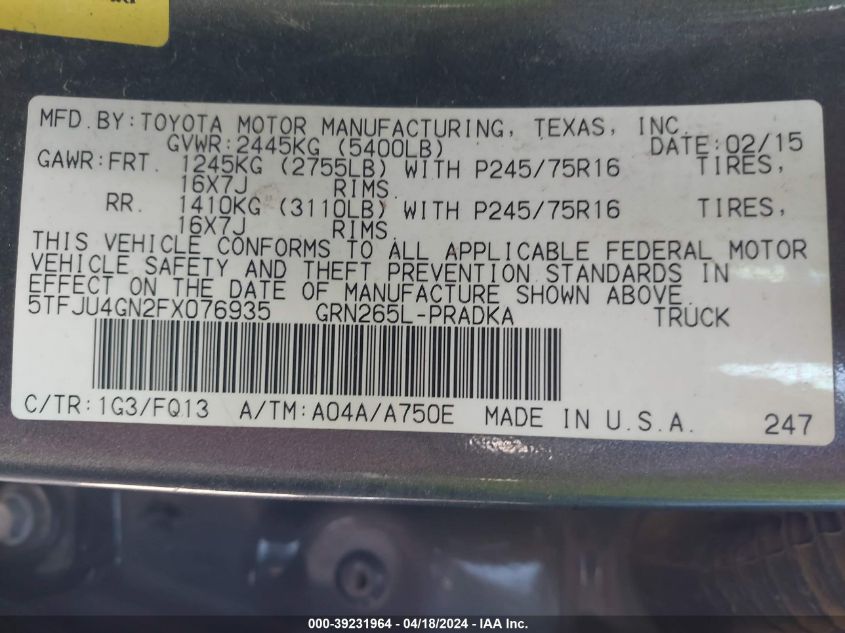 MFD. BY: TOYOTA MOTOR MANUFACTURING, TEXAS, INC.
GVWR: 2445KG (5400LB) DATE: 02/15
GAWR: FRT. 1245KG (2755LB) WITH P245/75R16 TIRES,
16X7J RIMS
RR. 1410KG (3110LB) WITH P245/75R16 TIRES,
16X7J RIMS.
THIS VEHICLE CONFORMS TO ALL APPLICABLE FEDERAL MOTOR
VEHICLE SAFETY AND THEFT PREVENTION STANDARDS IN
EFFECT ON THE DATE OF MANUFACTURE SHOWN ABOVE.
5TFJU4GN2FX076935 GRN265L-PRADKA TRUCK
C/TR: 1G3/FQ13 A/TM: A04A/A750E MADE IN U.S.A. 247
000-39231964 - 04/18/2024 - IAA Inc.